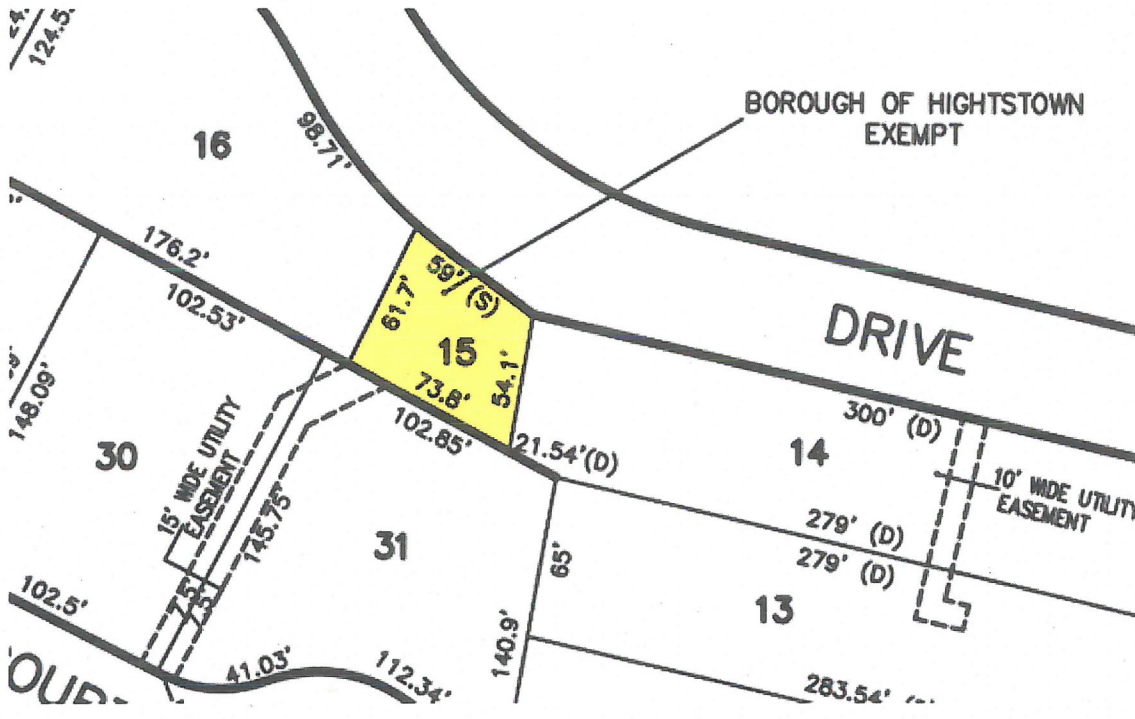 124.5
98.71'
16
BOROUGH OF HIGHTSTOWN
EXEMPT
176.2'
102.53'
59' (S)
61.7'
15
54.1'
73.8'
DRIVE
148.09'
102.85'
21.54'(D)
300' (D)
14
30
15' WIDE UTILITY
EASEMENT
10' WIDE UTILITY
EASEMENT
145.75'
31
279' (D)
279' (D)
65'
13
102.5'
7.5'
7.5'
140.9'
41.03'
112.34'
283.54'